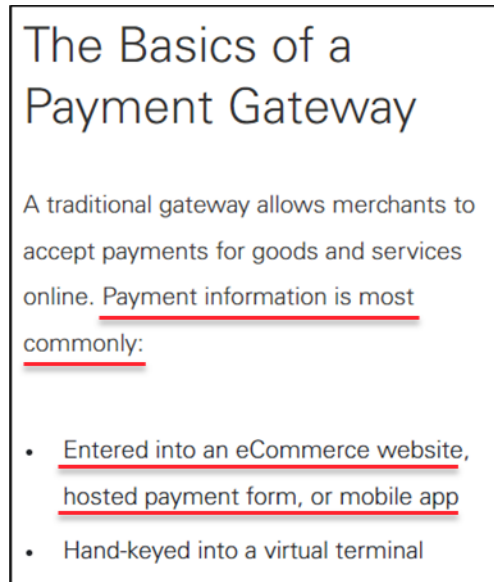 The Basics of a
Payment Gateway
A traditional gateway allows merchants to
accept payments for goods and services
online. Payment information is most
commonly:
• Entered into an eCommerce website,
hosted payment form, or mobile app
• Hand-keyed into a virtual terminal